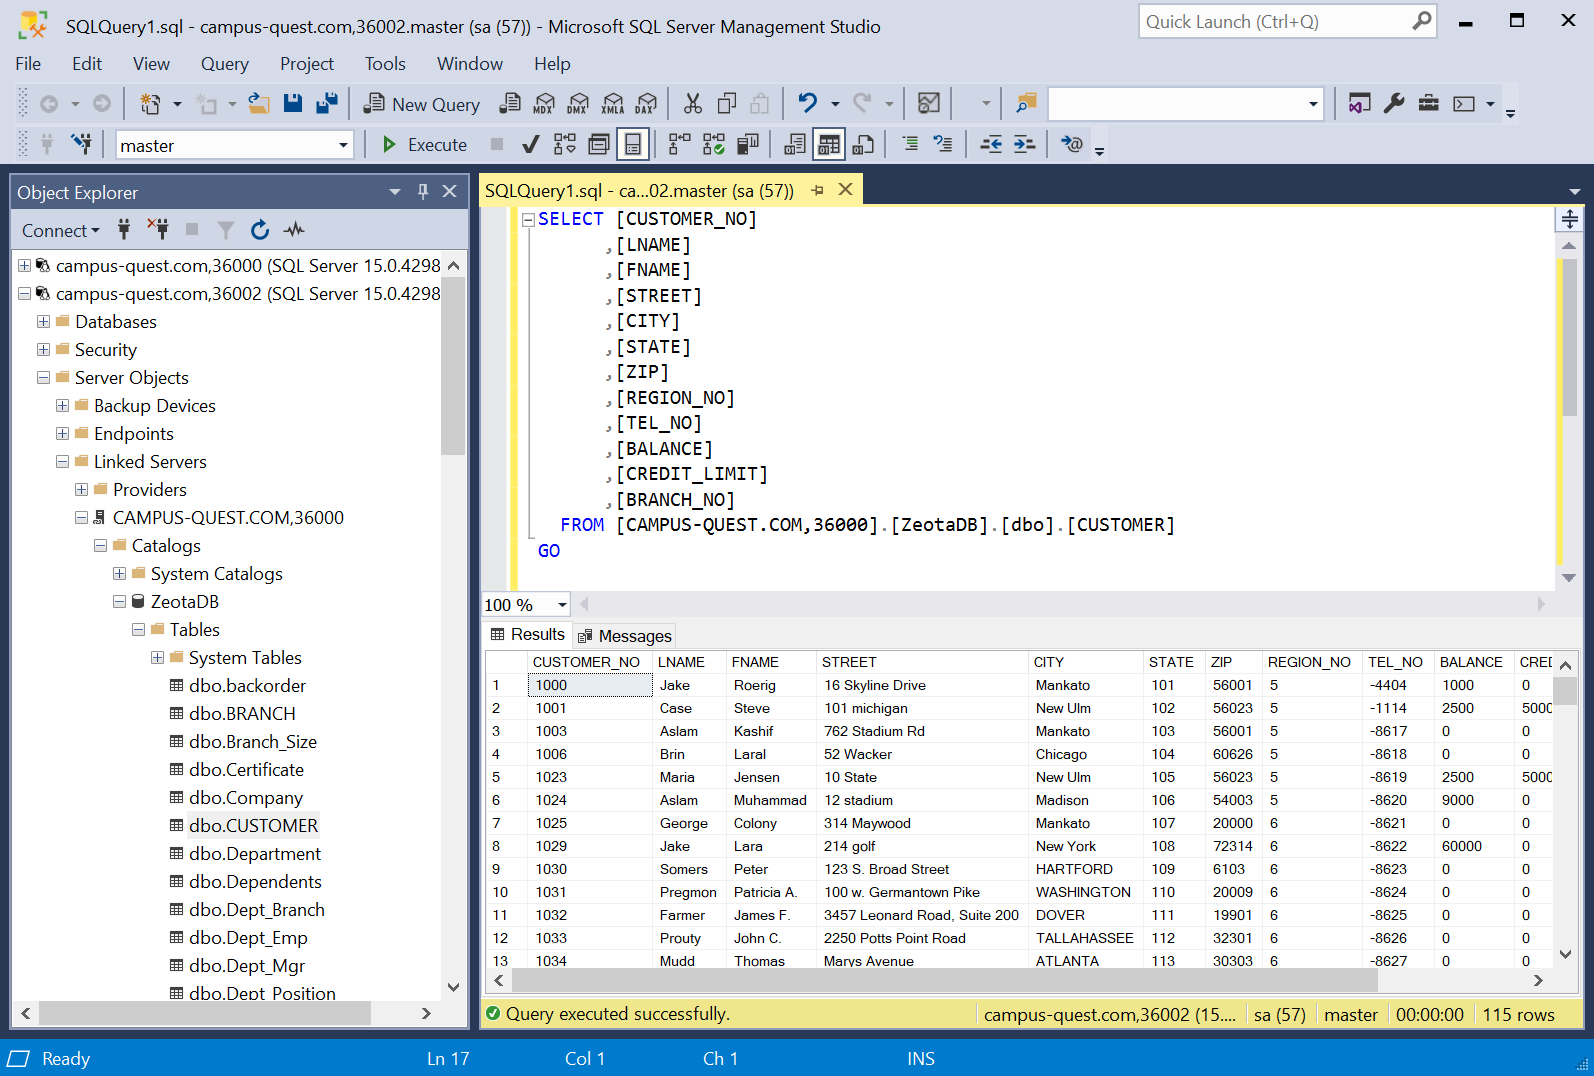 SQLQuery1.sql - campus-quest.com,36002.master (sa (57)) - Microsoft SQL Server Management Studio
Quick Launch (Ctrl+Q)
File Edit View Query Project Tools Window Help
New Query MDX DMX XMLA DAX
master Execute
Object Explorer
Connect
campus-quest.com,36000 (SQL Server 15.0.4298
campus-quest.com,36002 (SQL Server 15.0.4298
Databases
Security
Server Objects
Backup Devices
Endpoints
Linked Servers
Providers
CAMPUS-QUEST.COM,36000
Catalogs
System Catalogs
ZeotaDB
Tables
System Tables
dbo.backorder
dbo.BRANCH
dbo.Branch_Size
dbo.Certificate
dbo.Company
dbo.CUSTOMER
dbo.Department
dbo.Dependents
dbo.Dept_Branch
dbo.Dept_Emp
dbo.Dept_Mgr
dbo.Dept_Position
SQLQuery1.sql - ca...02.master (sa (57))
SELECT [CUSTOMER_NO]
,[LNAME]
,[FNAME]
,[STREET]
,[CITY]
,[STATE]
,[ZIP]
,[REGION_NO]
,[TEL_NO]
,[BALANCE]
,[CREDIT_LIMIT]
,[BRANCH_NO]
FROM [CAMPUS-QUEST.COM,36000].[ZeotaDB].[dbo].[CUSTOMER]
GO
100 %
Results Messages
CUSTOMER_NO LNAME FNAME STREET CITY STATE ZIP REGION_NO TEL_NO BALANCE CRED
1 1000 Jake Roerig 16 Skyline Drive Mankato 101 56001 5 -4404 1000 0
2 1001 Case Steve 101 michigan New Ulm 102 56023 5 -1114 2500 5000
3 1003 Aslam Kashif 762 Stadium Rd Mankato 103 56001 5 -8617 0 0
4 1006 Brin Laral 52 Wacker Chicago 104 60626 5 -8618 0 0
5 1023 Maria Jensen 10 State New Ulm 105 56023 5 -8619 2500 5000
6 1024 Aslam Muhammad 12 stadium Madison 106 54003 5 -8620 9000 0
7 1025 George Colony 314 Maywood Mankato 107 20000 6 -8621 0 0
8 1029 Jake Lara 214 golf New York 108 72314 6 -8622 60000 0
9 1030 Somers Peter 123 S. Broad Street HARTFORD 109 6103 6 -8623 0 0
10 1031 Pregmon Patricia A. 100 w. Germantown Pike WASHINGTON 110 20009 6 -8624 0 0
11 1032 Farmer James F. 3457 Leonard Road, Suite 200 DOVER 111 19901 6 -8625 0 0
12 1033 Prouty John C. 2250 Potts Point Road TALLAHASSEE 112 32301 6 -8626 0 0
13 1034 Mudd Thomas Marys Avenue ATLANTA 113 30303 6 -8627 0 0
Query executed successfully. campus-quest.com,36002 (15.... sa (57) master 00:00:00 115 rows
Ready Ln 17 Col 1 Ch 1 INS